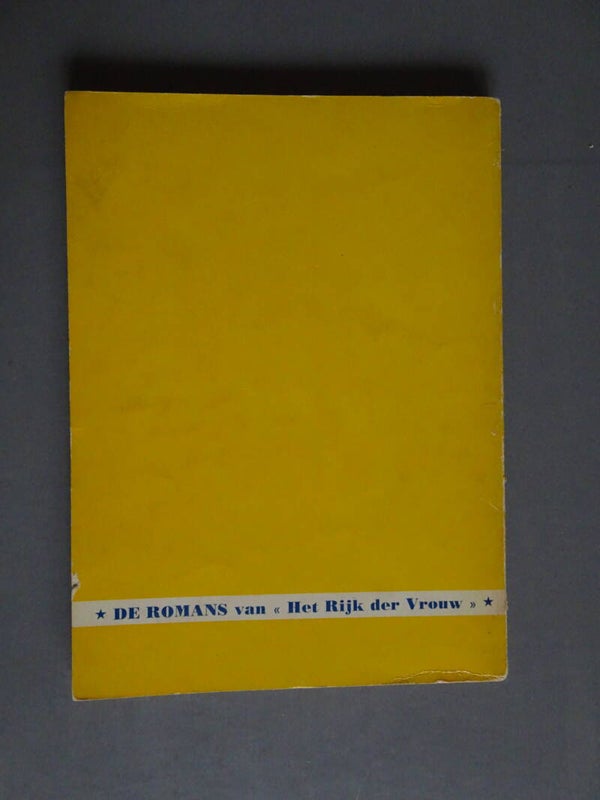 ★ DE ROMANS van « Het Rijk der Vrouw » ★